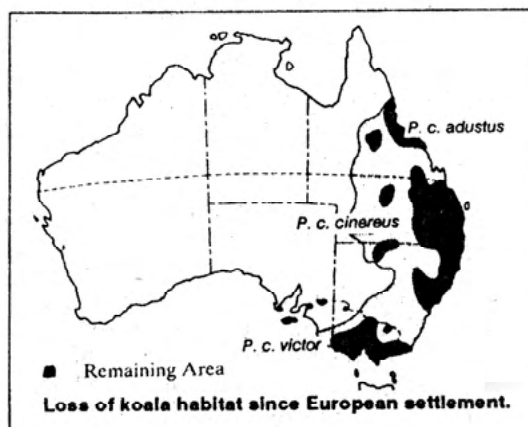 P. c. adustus
P. c. cinereus
P. c. victor
Remaining Area
Loss of koala habitat since European settlement.